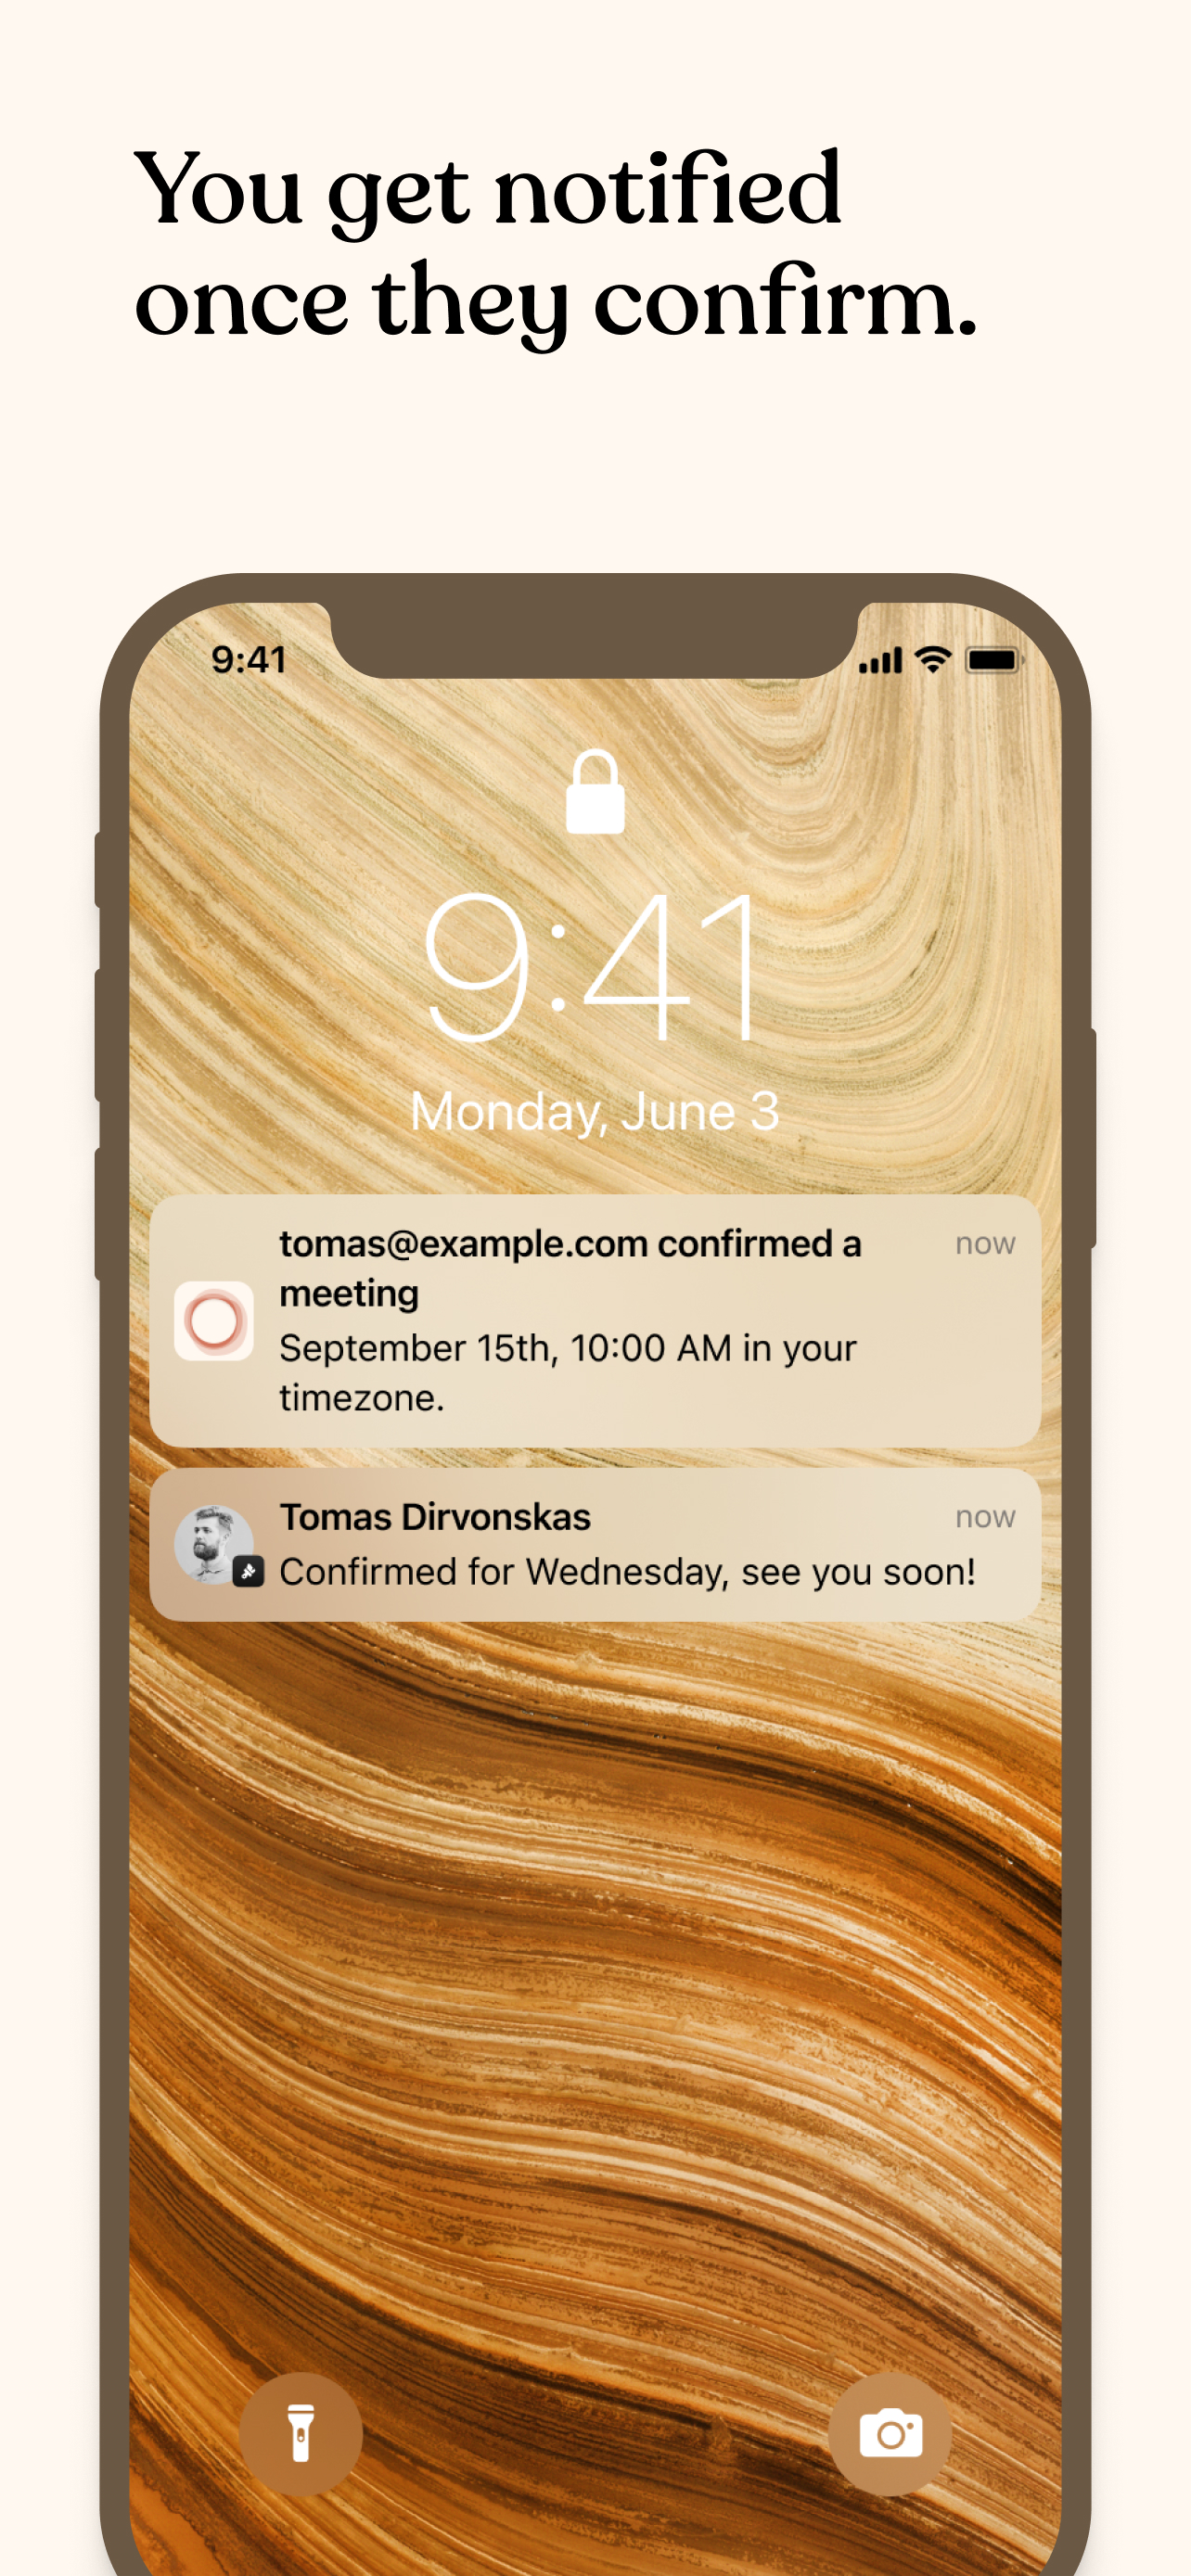 You get notified
once they confirm.
9:41
9:41
Monday, June 3
tomas@example.com confirmed a
meeting
now
September 15th, 10:00 AM in your
timezone.
Tomas Dirvonskas
now
Confirmed for Wednesday, see you soon!